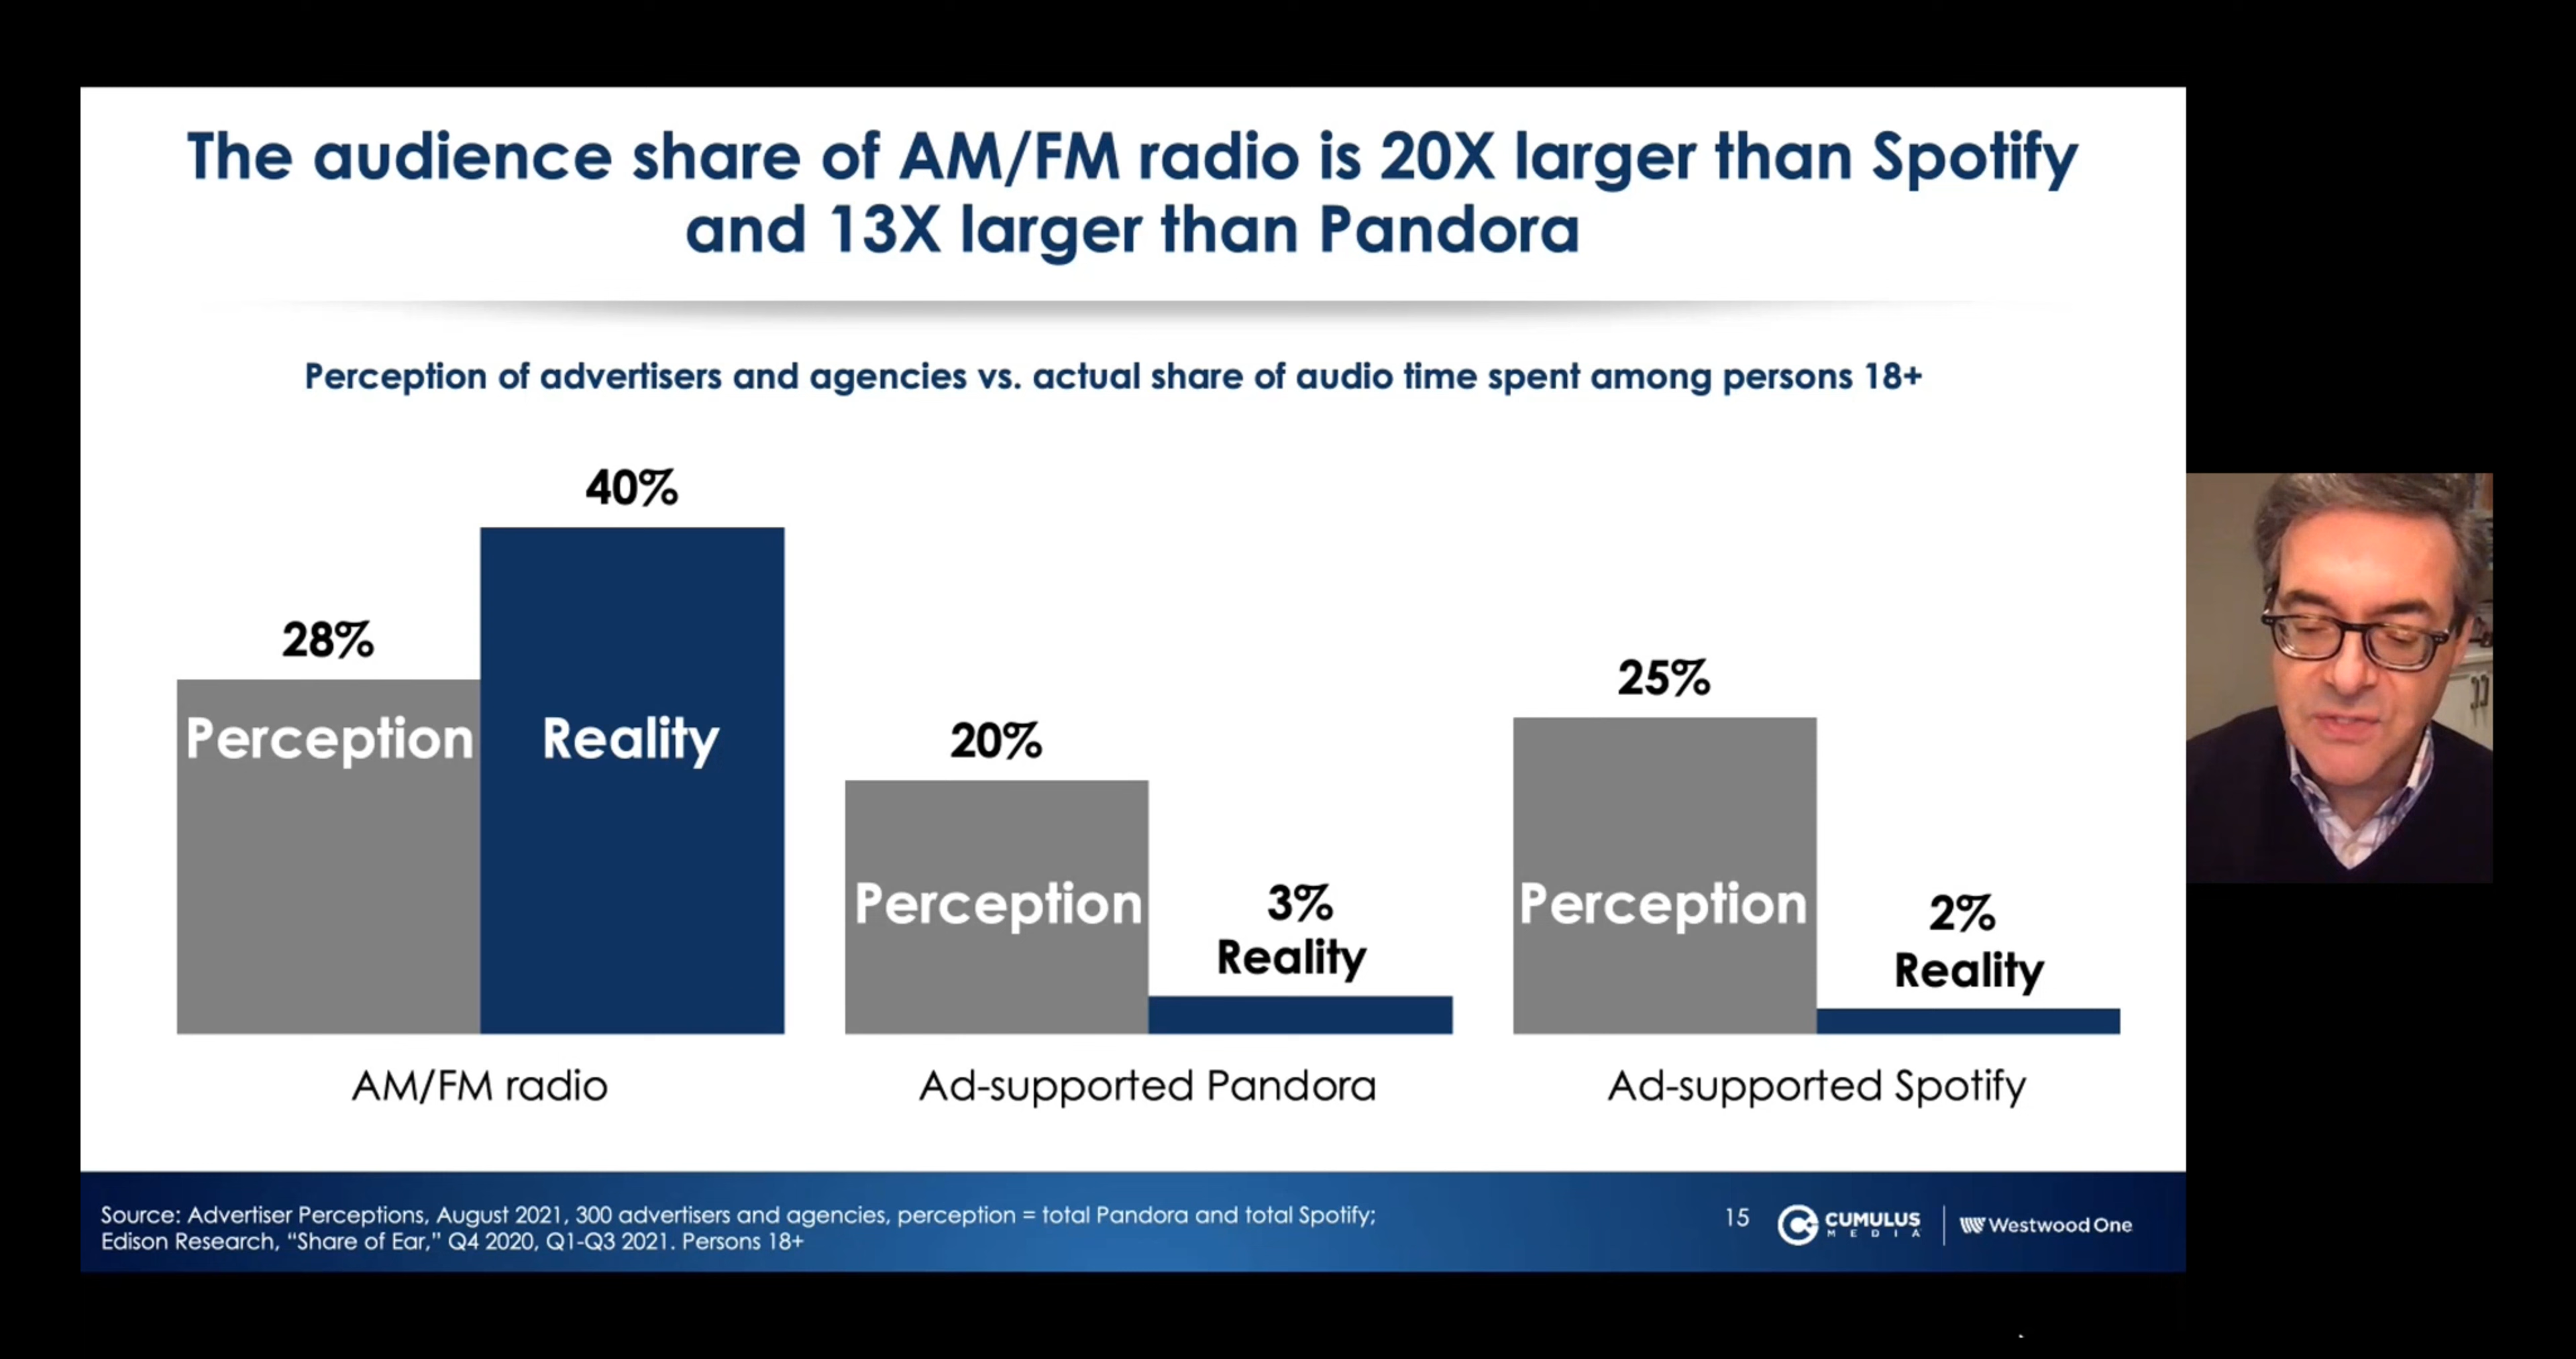 The audience share of AM/FM radio is 20X larger than Spotify
and 13X larger than Pandora
Perception of advertisers and agencies vs. actual share of audio time spent among persons 18+
40%
28%
Perception
Reality
20%
Perception
3%
Reality
25%
Perception
2%
Reality
AM/FM radio
Ad-supported Pandora
Ad-supported Spotify
Source: Advertiser Perceptions, August 2021, 300 advertisers and agencies, perception = total Pandora and total Spotify;
Edison Research, “Share of Ear,” Q4 2020, Q1-Q3 2021. Persons 18+
15
CUMULUS
MEDIA
Westwood One